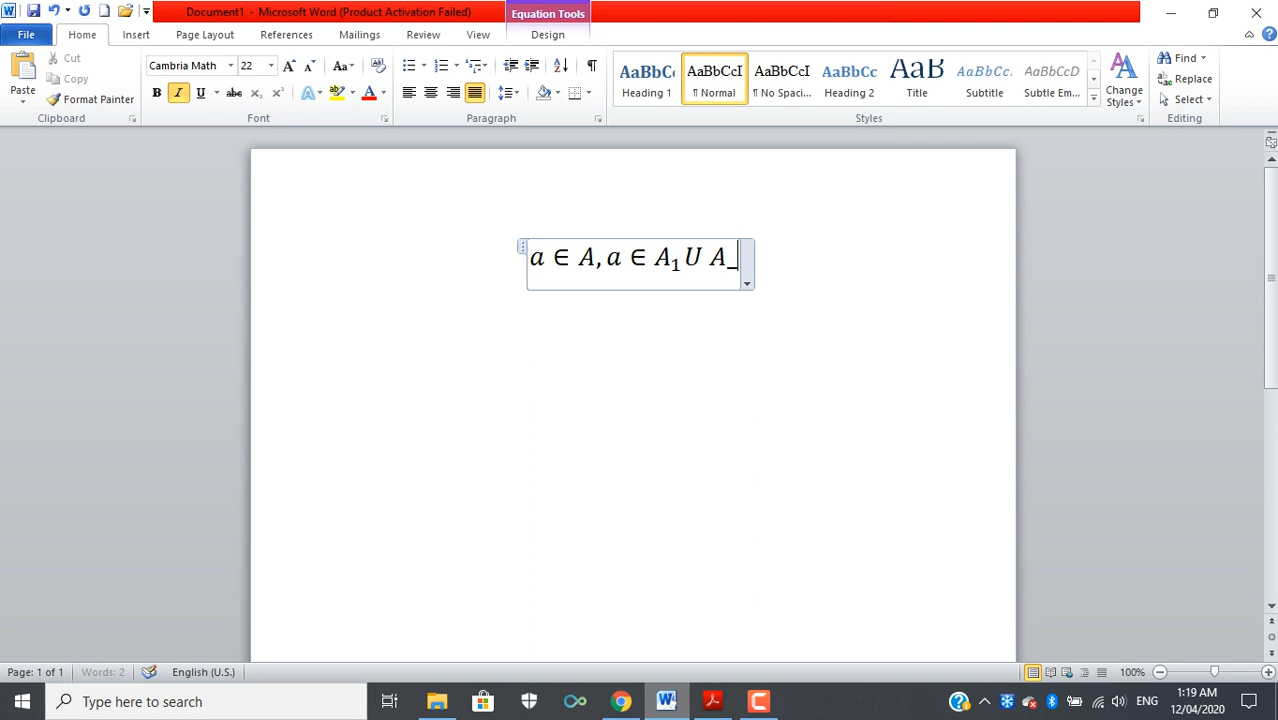 Document1 - Microsoft Word (Product Activation Failed)
Equation Tools
File
Home
Insert
Page Layout
References
Mailings
Review
View
Design
Paste
Cut
Copy
Format Painter
Clipboard
Cambria Math
22
Font
Paragraph
AaBbC
Heading 1
AaBbCcI
¶ Normal
AaBbCcI
¶ No Spaci...
AaBbCc
Heading 2
AaB
Title
AaBbCc.
Subtitle
AaBbCcD
Subtle Em...
Change Styles
Styles
Find
Replace
Select
Editing
a ∈ A, a ∈ A₁ U A_
Page: 1 of 1
Words: 2
English (U.S.)
100%
Type here to search
ENG
1:19 AM
12/04/2020